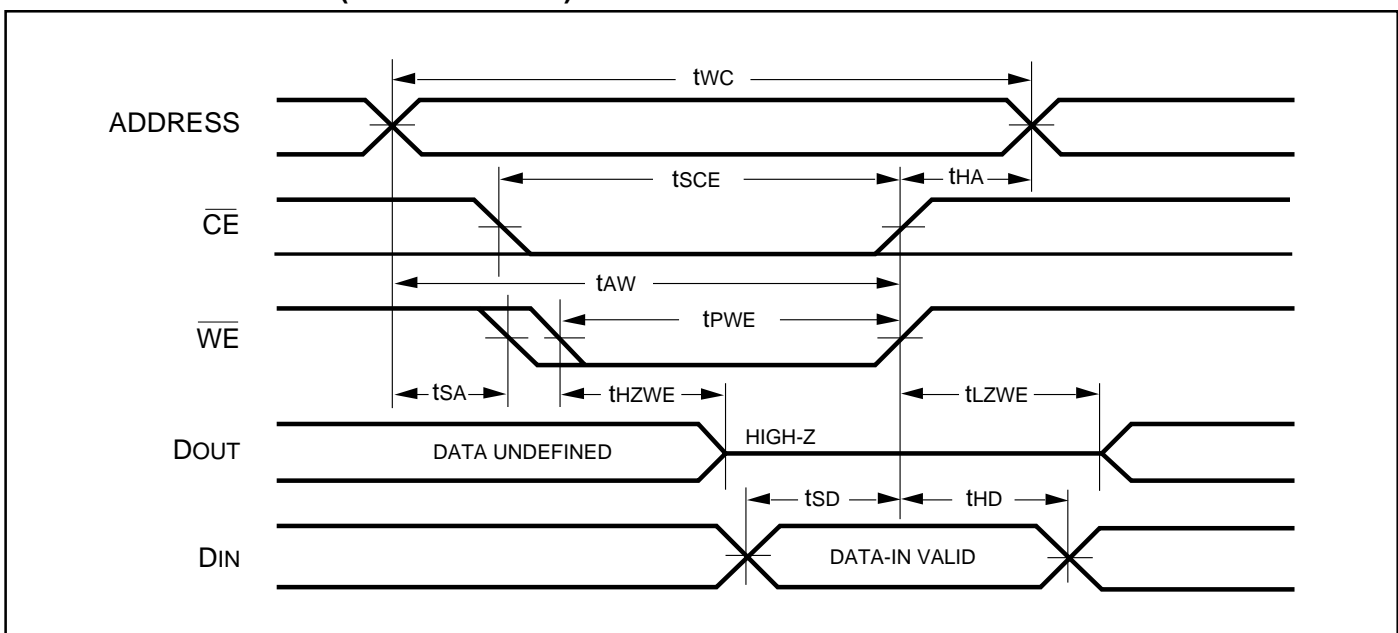 tWC
ADDRESS
tSCE
tHA
CE
tAW
tPWE
WE
tSA
tHZWE
tLZWE
DOUT
DATA UNDEFINED
HIGH-Z
tSD
tHD
DIN
DATA-IN VALID